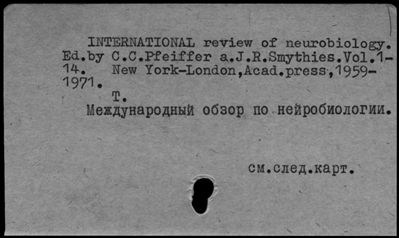 INTERNATIONAL review of neurobiology.
Ed.by C.C.Pfeiffer a.J.R.Smythies.Vol.1-
14. New York-London,Acad.press,1959-
1971.
Т.
Международный обзор по нейробиологии.
см.след.карт.